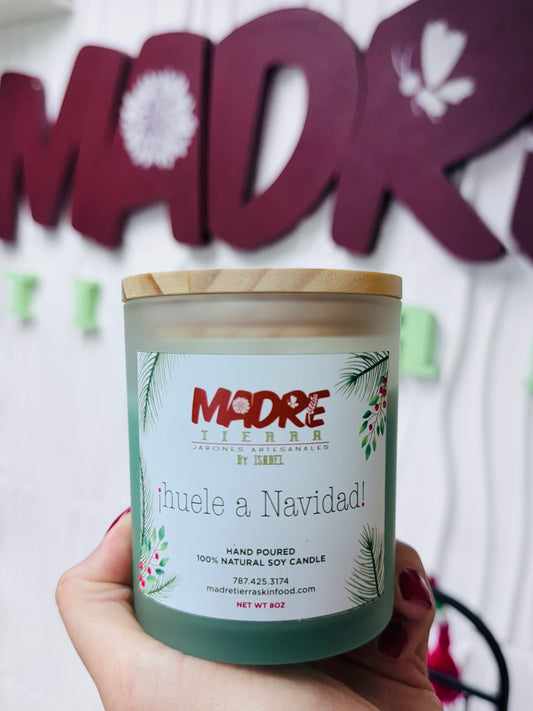 MADR
MADRE
TIERRA
JABONES ARTESANALES
BY ISABEL
¡huele a Navidad!
HAND POURED
100% NATURAL SOY CANDLE
787.425.3174
madretierraskinfood.com
NET WT 8OZ